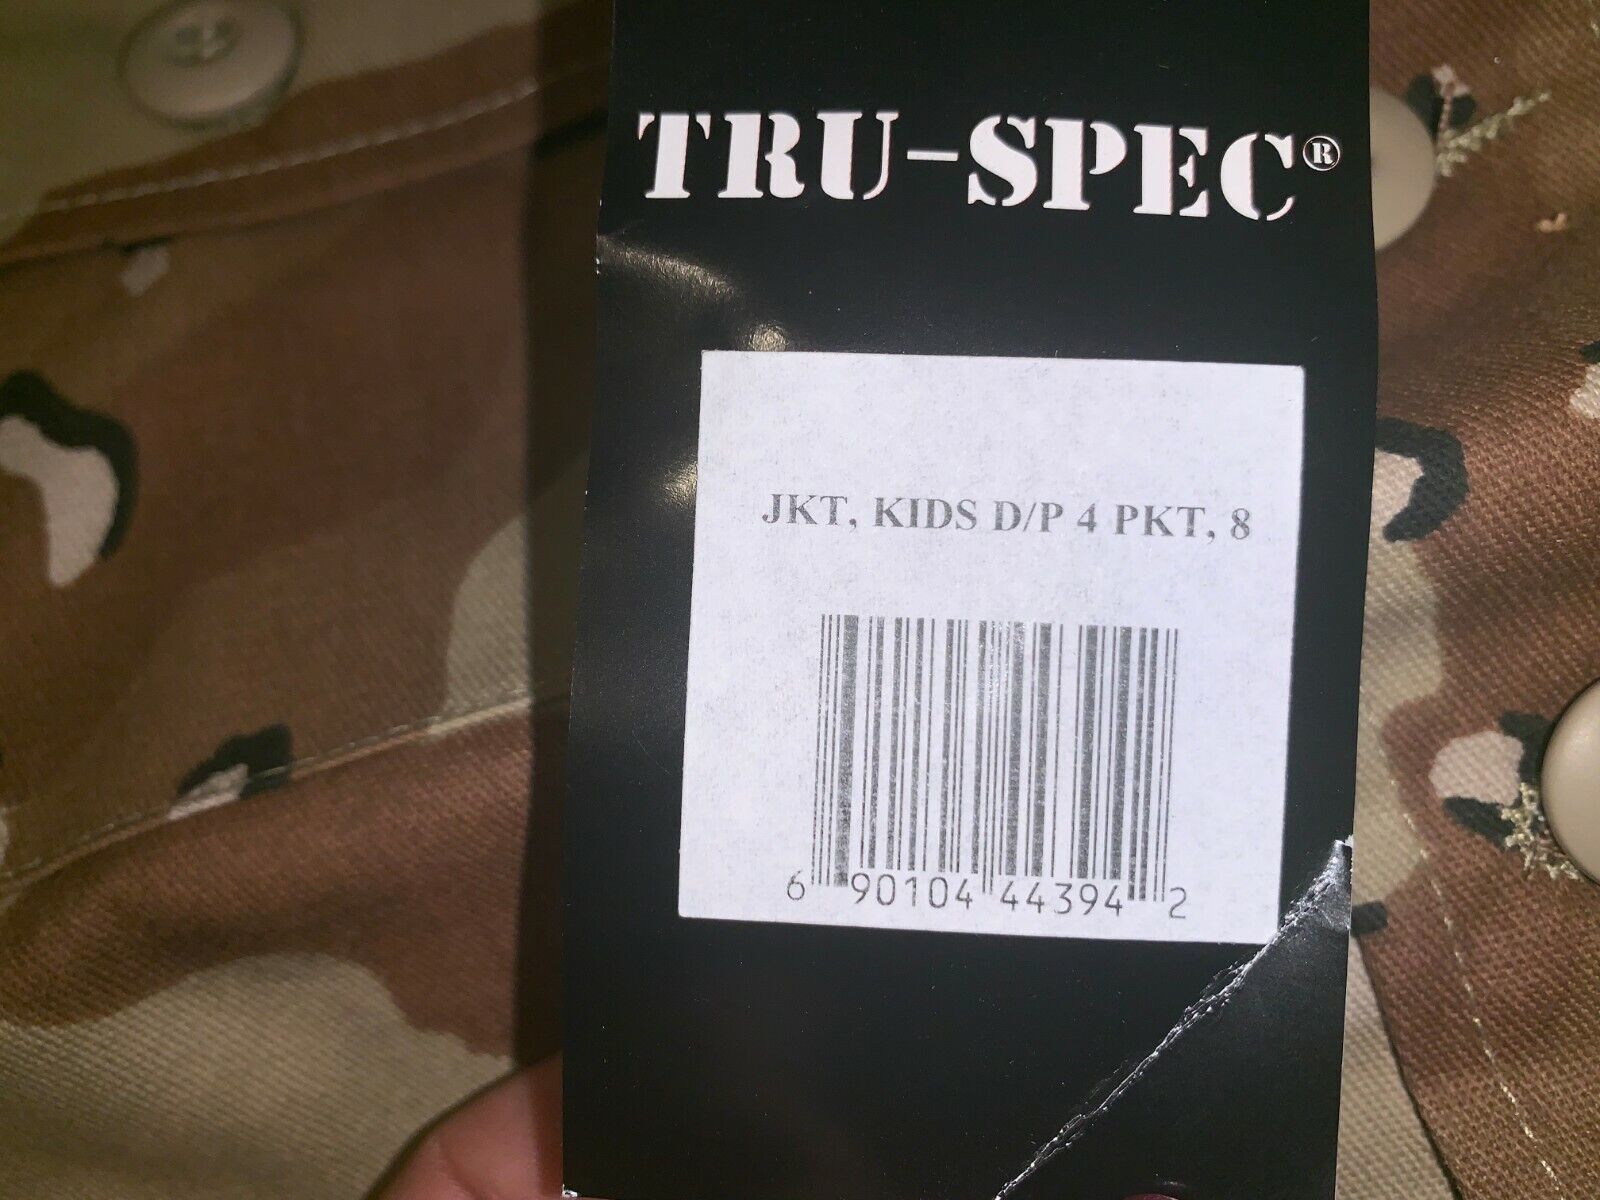 TRU-SPEC®
JKT, KIDS D/P 4 PKT, 8
6 90104 44394 2